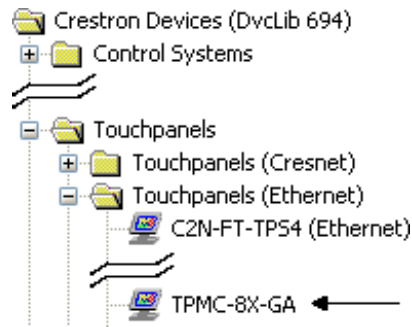 Crestron Devices (DvcLib 694)
Control Systems
Touchpanels
Touchpanels (Cresnet)
Touchpanels (Ethernet)
C2N-FT-TPS4 (Ethernet)
TPMC-8X-GA